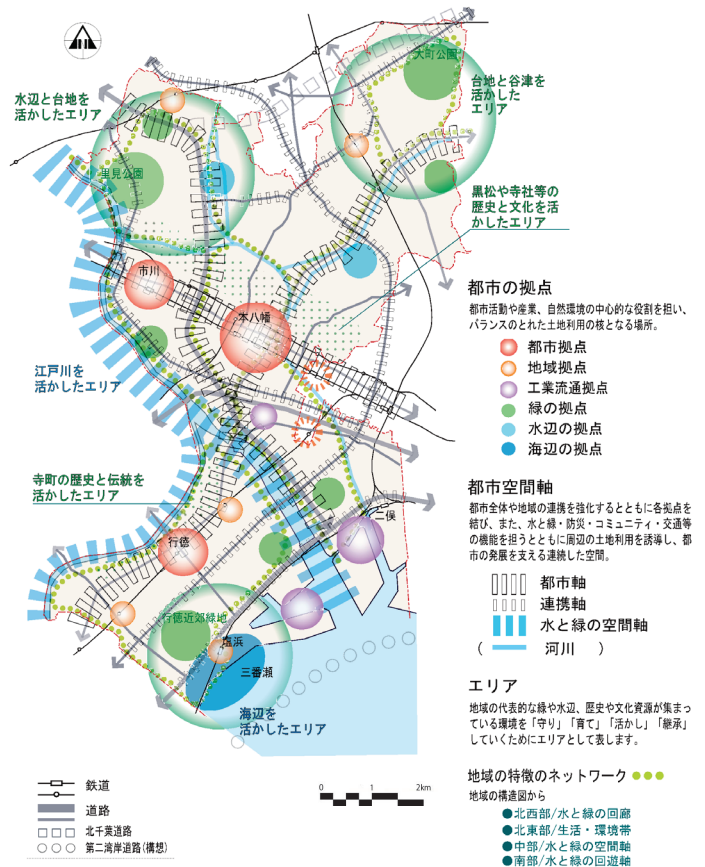 大町公園
台地と谷津を
活かした
エリア
水辺と台地を
活かしたエリア
里見公園
黒松や寺社等の
歴史と文化を活
かしたエリア
市川
本八幡
江戸川を
活かしたエリア
寺町の歴史と伝統を
活かしたエリア
二俣
行徳
行徳近郊緑地
塩浜
三番瀬
海辺を
活かしたエリア
都市の拠点
都市活動や産業、自然環境の中心的な役割を担い、
バランスのとれた土地利用の核となる場所。
都市拠点
地域拠点
工業流通拠点
緑の拠点
水辺の拠点
海辺の拠点
都市空間軸
都市全体や地域の連携を強化するとともに各拠点を
結び、また、水と緑・防災・コミュニティ・交通等
の機能を担うとともに周辺の土地利用を誘導し、都
市の発展を支える連続した空間。
都市軸
連携軸
水と緑の空間軸
( 河川 )
エリア
地域の代表的な緑や水辺、歴史や文化資源が集まっ
ている環境を「守り」「育て」「活かし」「継承」
していくためにエリアとして表します。
地域の特徴のネットワーク
地域の構造図から
●北西部/水と緑の回廊
●北東部/生活・環境帯
●中部/水と緑の空間軸
●南部/水と緑の回遊軸
鉄道
道路
北千葉道路
第二湾岸道路(構想)
0 1 2km